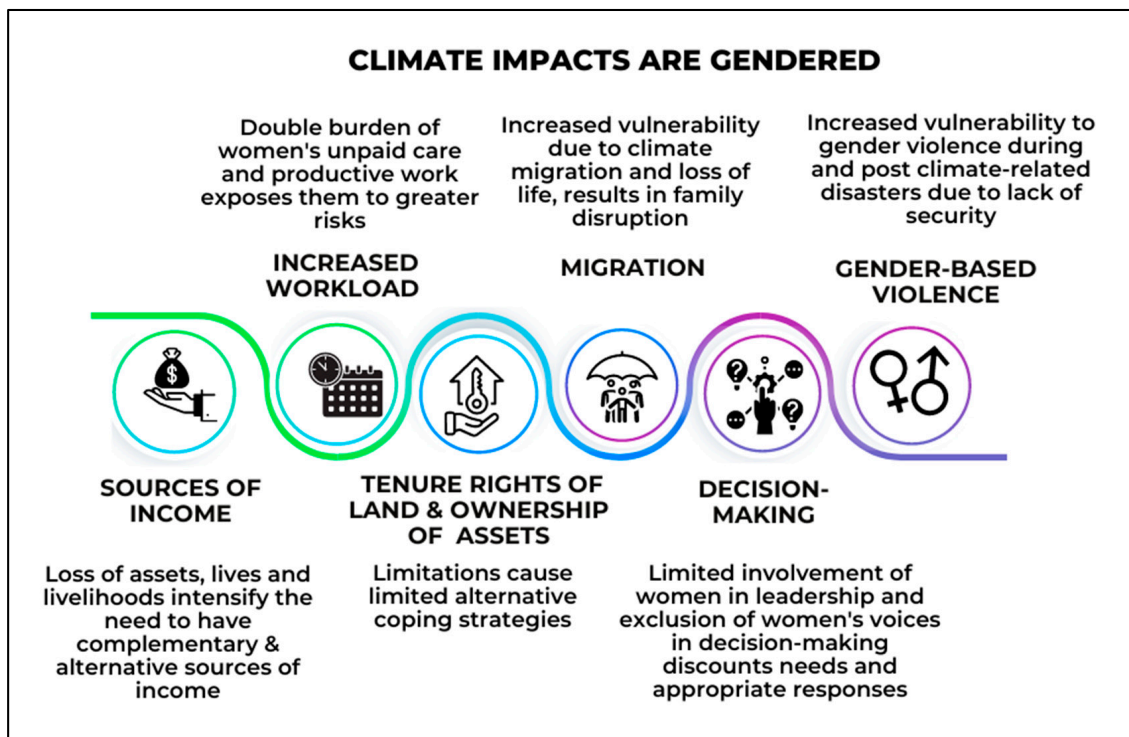 CLIMATE IMPACTS ARE GENDERED
Double burden of
women's unpaid care
and productive work
exposes them to greater
risks
INCREASED
WORKLOAD
Increased vulnerability
due to climate
migration and loss of
life, results in family
disruption
MIGRATION
Increased vulnerability to
gender violence during
and post climate-related
disasters due to lack of
security
GENDER-BASED
VIOLENCE
$
?
?
SOURCES OF
INCOME
Loss of assets, lives and
livelihoods intensify the
need to have
complementary &
alternative sources of
income
TENURE RIGHTS OF
LAND & OWNERSHIP
OF ASSETS
Limitations cause
limited alternative
coping strategies
DECISION-
MAKING
Limited involvement of
women in leadership and
exclusion of women's voices
in decision-making
discounts needs and
appropriate responses